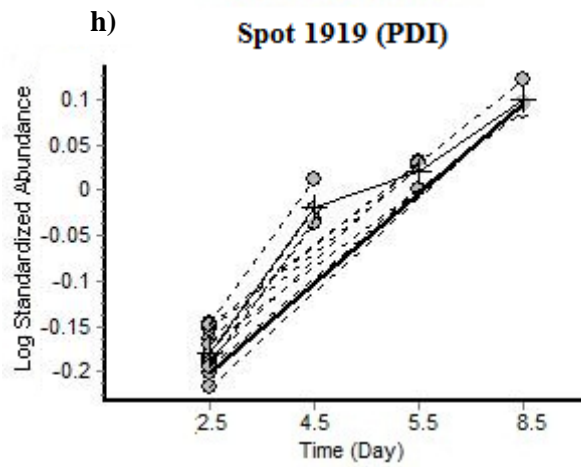 h)
Spot 1919 (PDI)
Log Standardized Abundance
0.1
0.05
0
-0.05
-0.1
-0.15
-0.2
2.5 4.5 5.5 8.5
Time (Day)